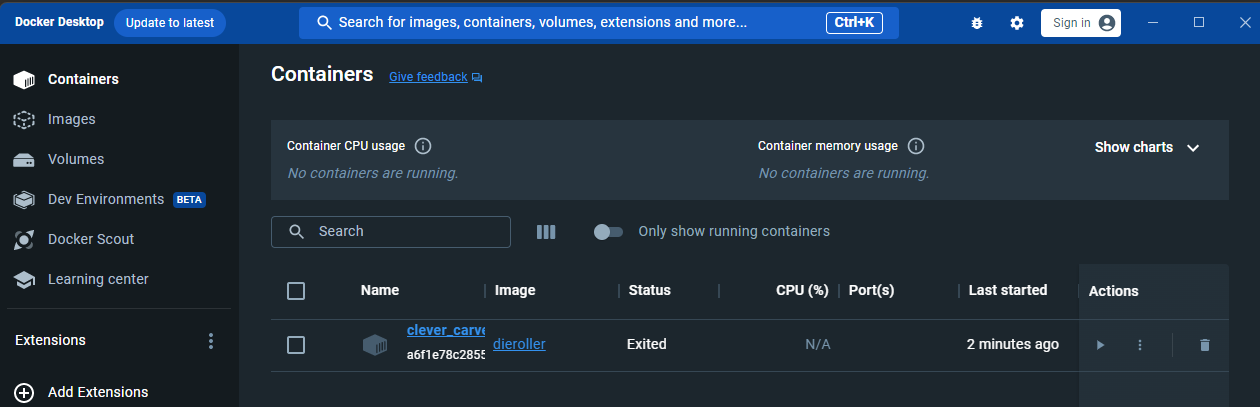 Docker Desktop Update to latest Search for images, containers, volumes, extensions and more... Ctrl+K Sign in
Containers
Images
Volumes
Dev Environments BETA
Docker Scout
Learning center
Extensions
Add Extensions
Containers Give feedback
Container CPU usage
No containers are running.
Container memory usage
No containers are running.
Show charts
Search Only show running containers
Name Image Status CPU (%) Port(s) Last started Actions
clever_carve
a6f1e78c2855
dieroller Exited N/A 2 minutes ago